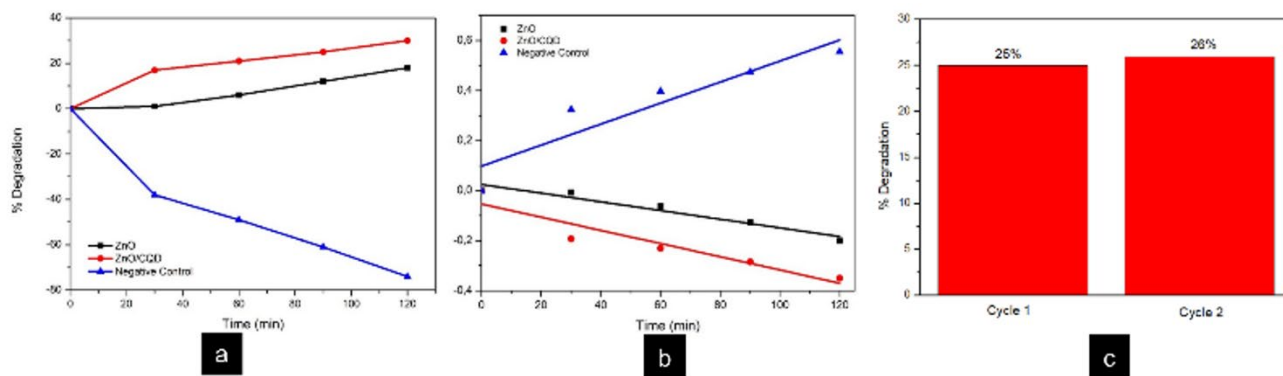 40
20
0
-20
-40
-60
-80
% Degradation
ZnO
ZnO/CQD
Negative Control
0 20 40 60 80 100 120
Time (min)
a
0,6
0,4
0,2
0,0
-0,2
-0,4
ZnO
ZnO/CQD
Negative Control
0 20 40 60 80 100 120
Time (min)
b
30
25
20
15
10
5
0
% Degradation
25%
26%
Cycle 1 Cycle 2
c